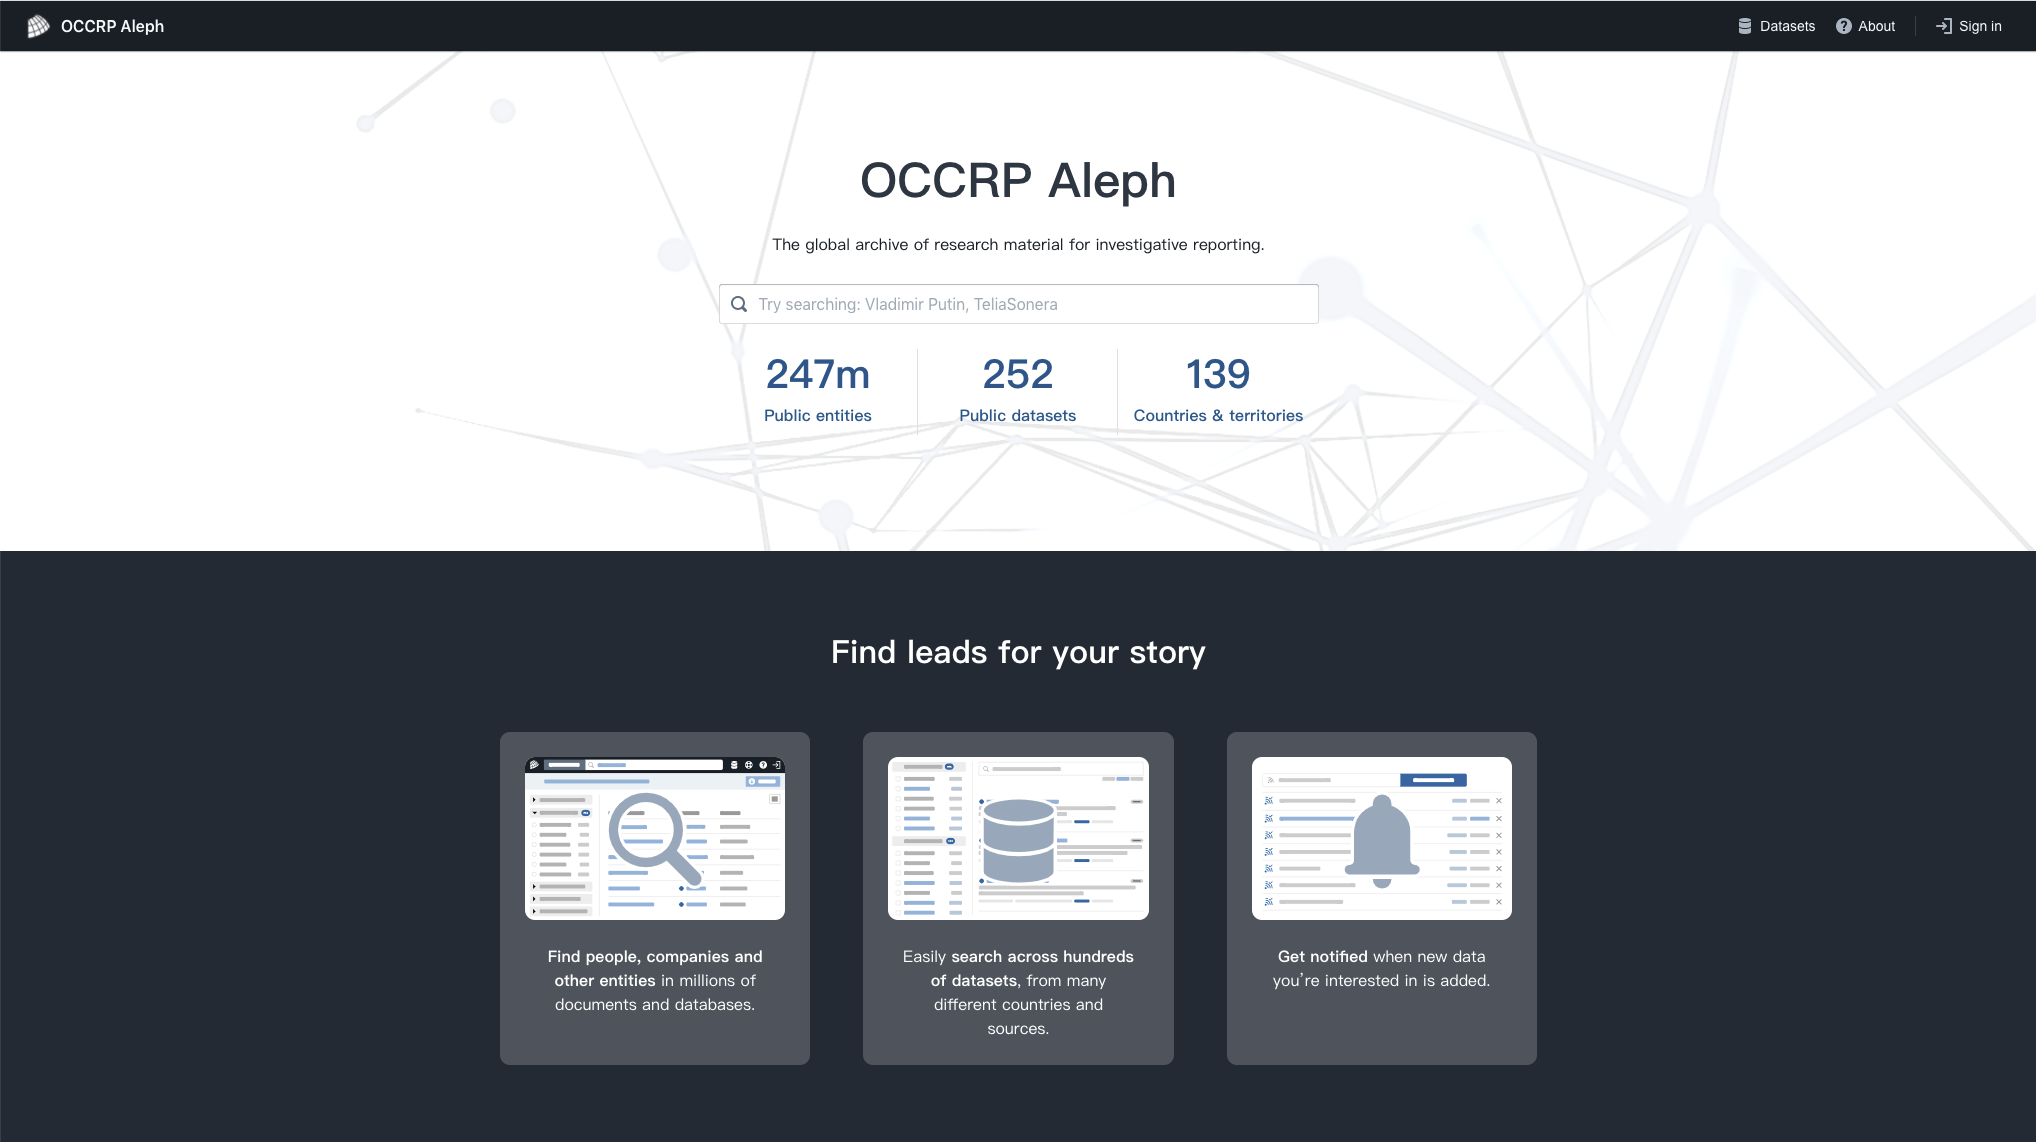 OCCRP Aleph
Datasets
About
Sign in
OCCRP Aleph
The global archive of research material for investigative reporting.
Try searching: Vladimir Putin, TeliaSonera
247m
Public entities
252
Public datasets
139
Countries & territories
Find leads for your story
Find people, companies and
other entities in millions of
documents and databases.
Easily search across hundreds
of datasets, from many
different countries and
sources.
Get notified when new data
you’re interested in is added.